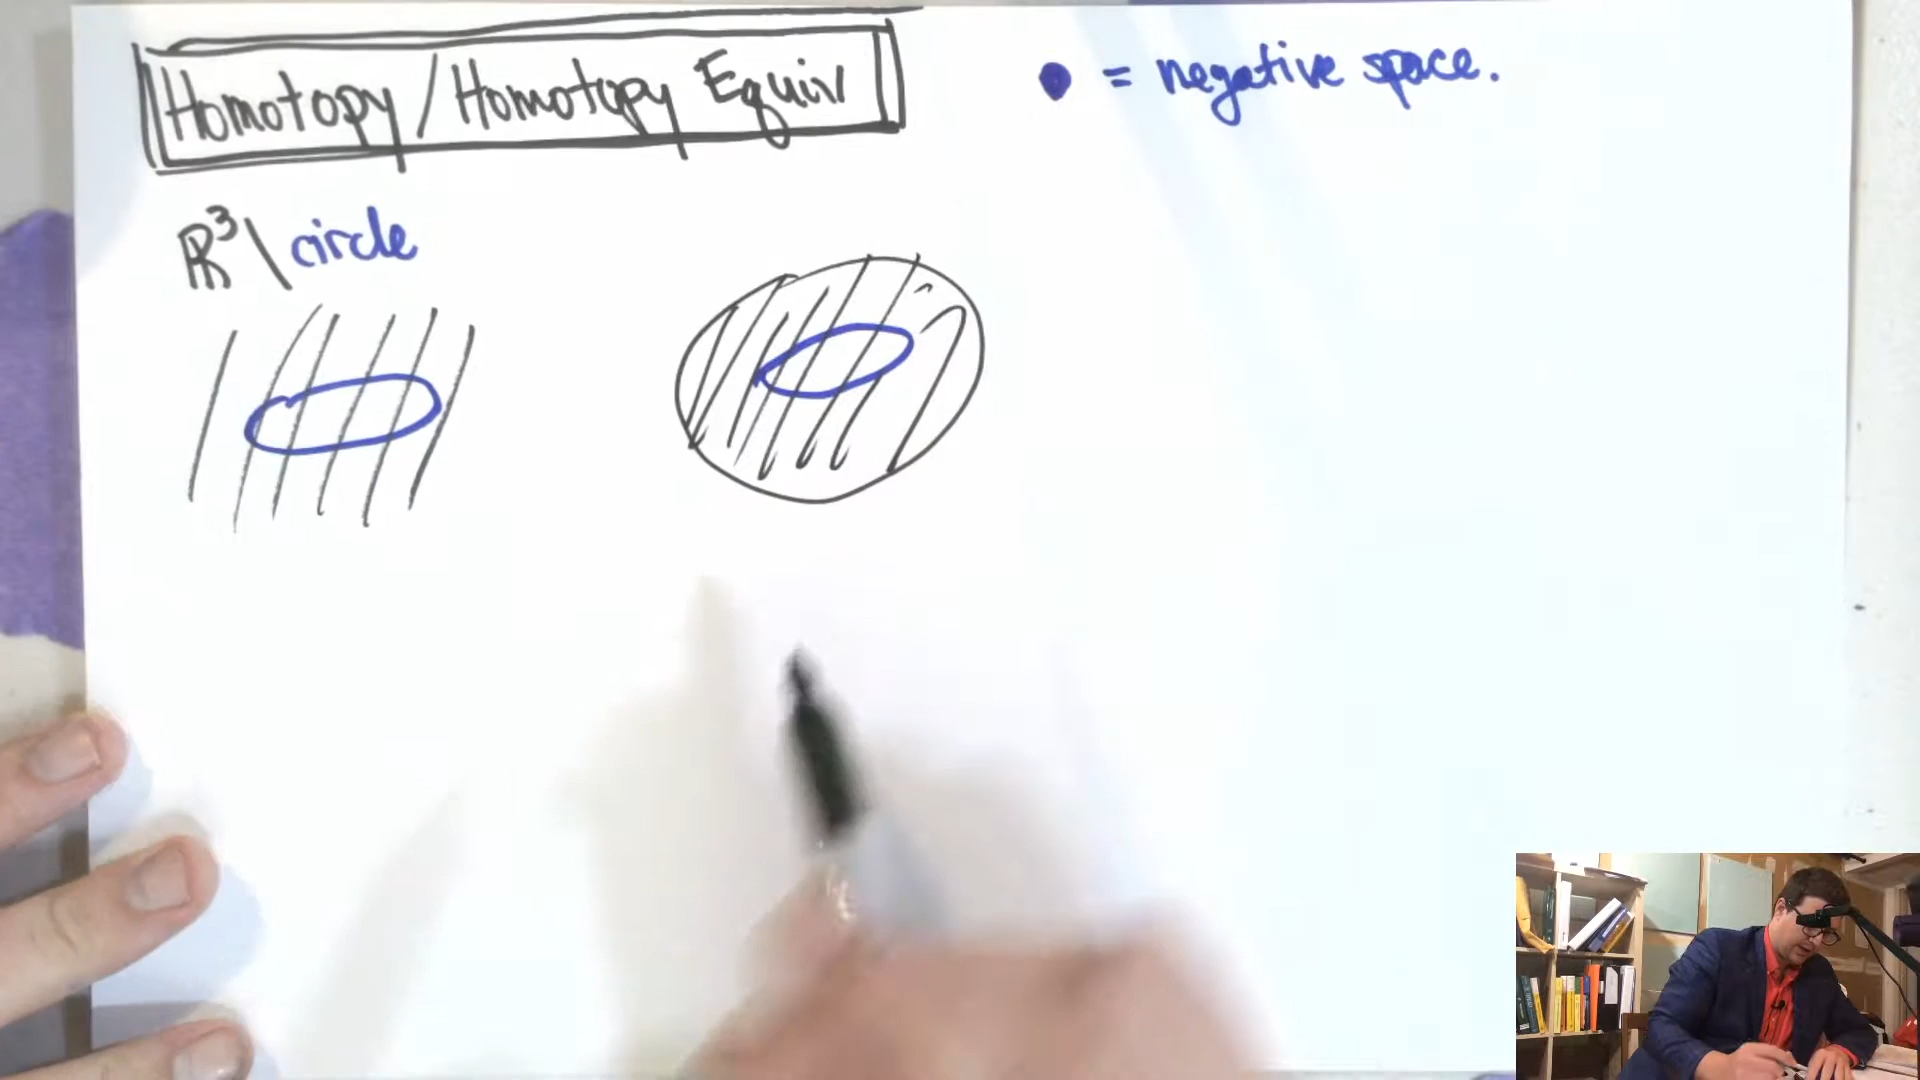 Homotopy / Homotopy Equiv
● = negative space.
ℝ³ \ circle